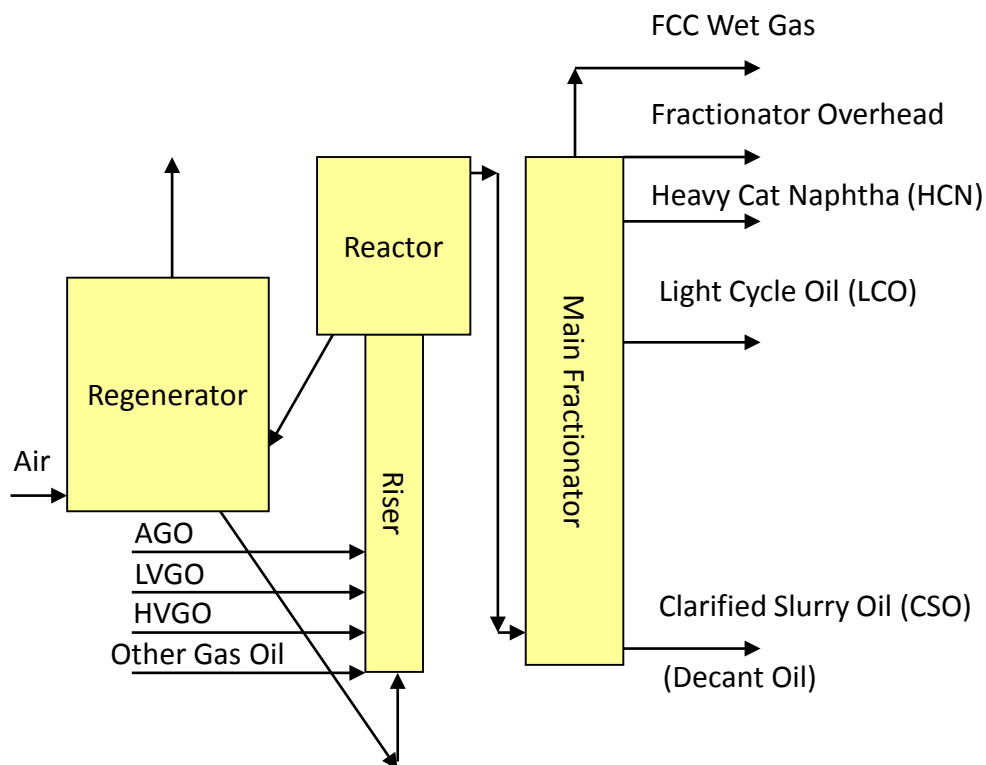 FCC Wet Gas
Fractionator Overhead
Heavy Cat Naphtha (HCN)
Reactor
Light Cycle Oil (LCO)
Main Fractionator
Regenerator
Air
Riser
AGO
LVGO
HVGO
Other Gas Oil
Clarified Slurry Oil (CSO)
(Decant Oil)